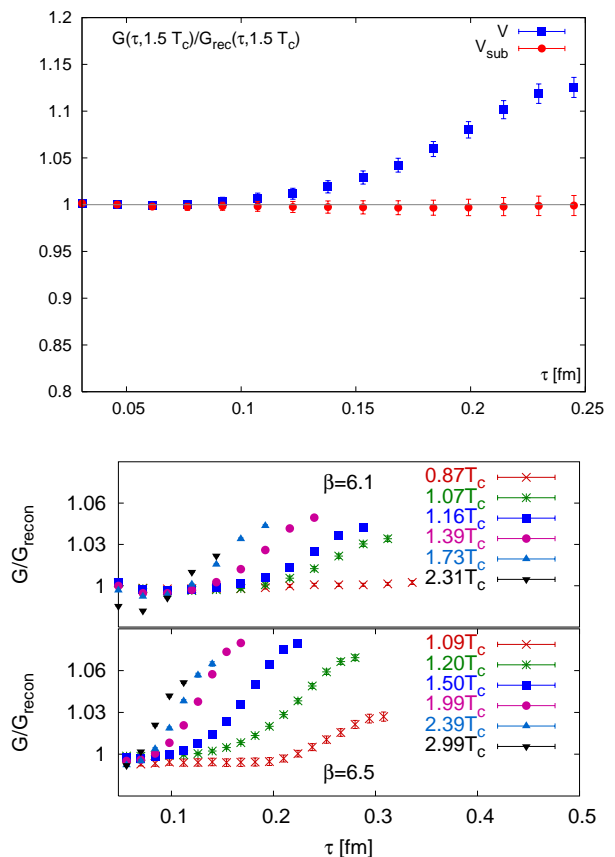 1.2
G(τ,1.5 T_c)/G_rec(τ,1.5 T_c)
V
V_sub
1.15
1.1
1.05
1
0.95
0.9
0.85
0.8
τ [fm]
0.05 0.1 0.15 0.2 0.25
G/G_recon
1.06
1.03
1
β=6.1
0.87T_c
1.07T_c
1.16T_c
1.39T_c
1.73T_c
2.31T_c
G/G_recon
1.06
1.03
1
β=6.5
1.09T_c
1.20T_c
1.50T_c
1.99T_c
2.39T_c
2.99T_c
0.1 0.2 0.3 0.4 0.5
τ [fm]